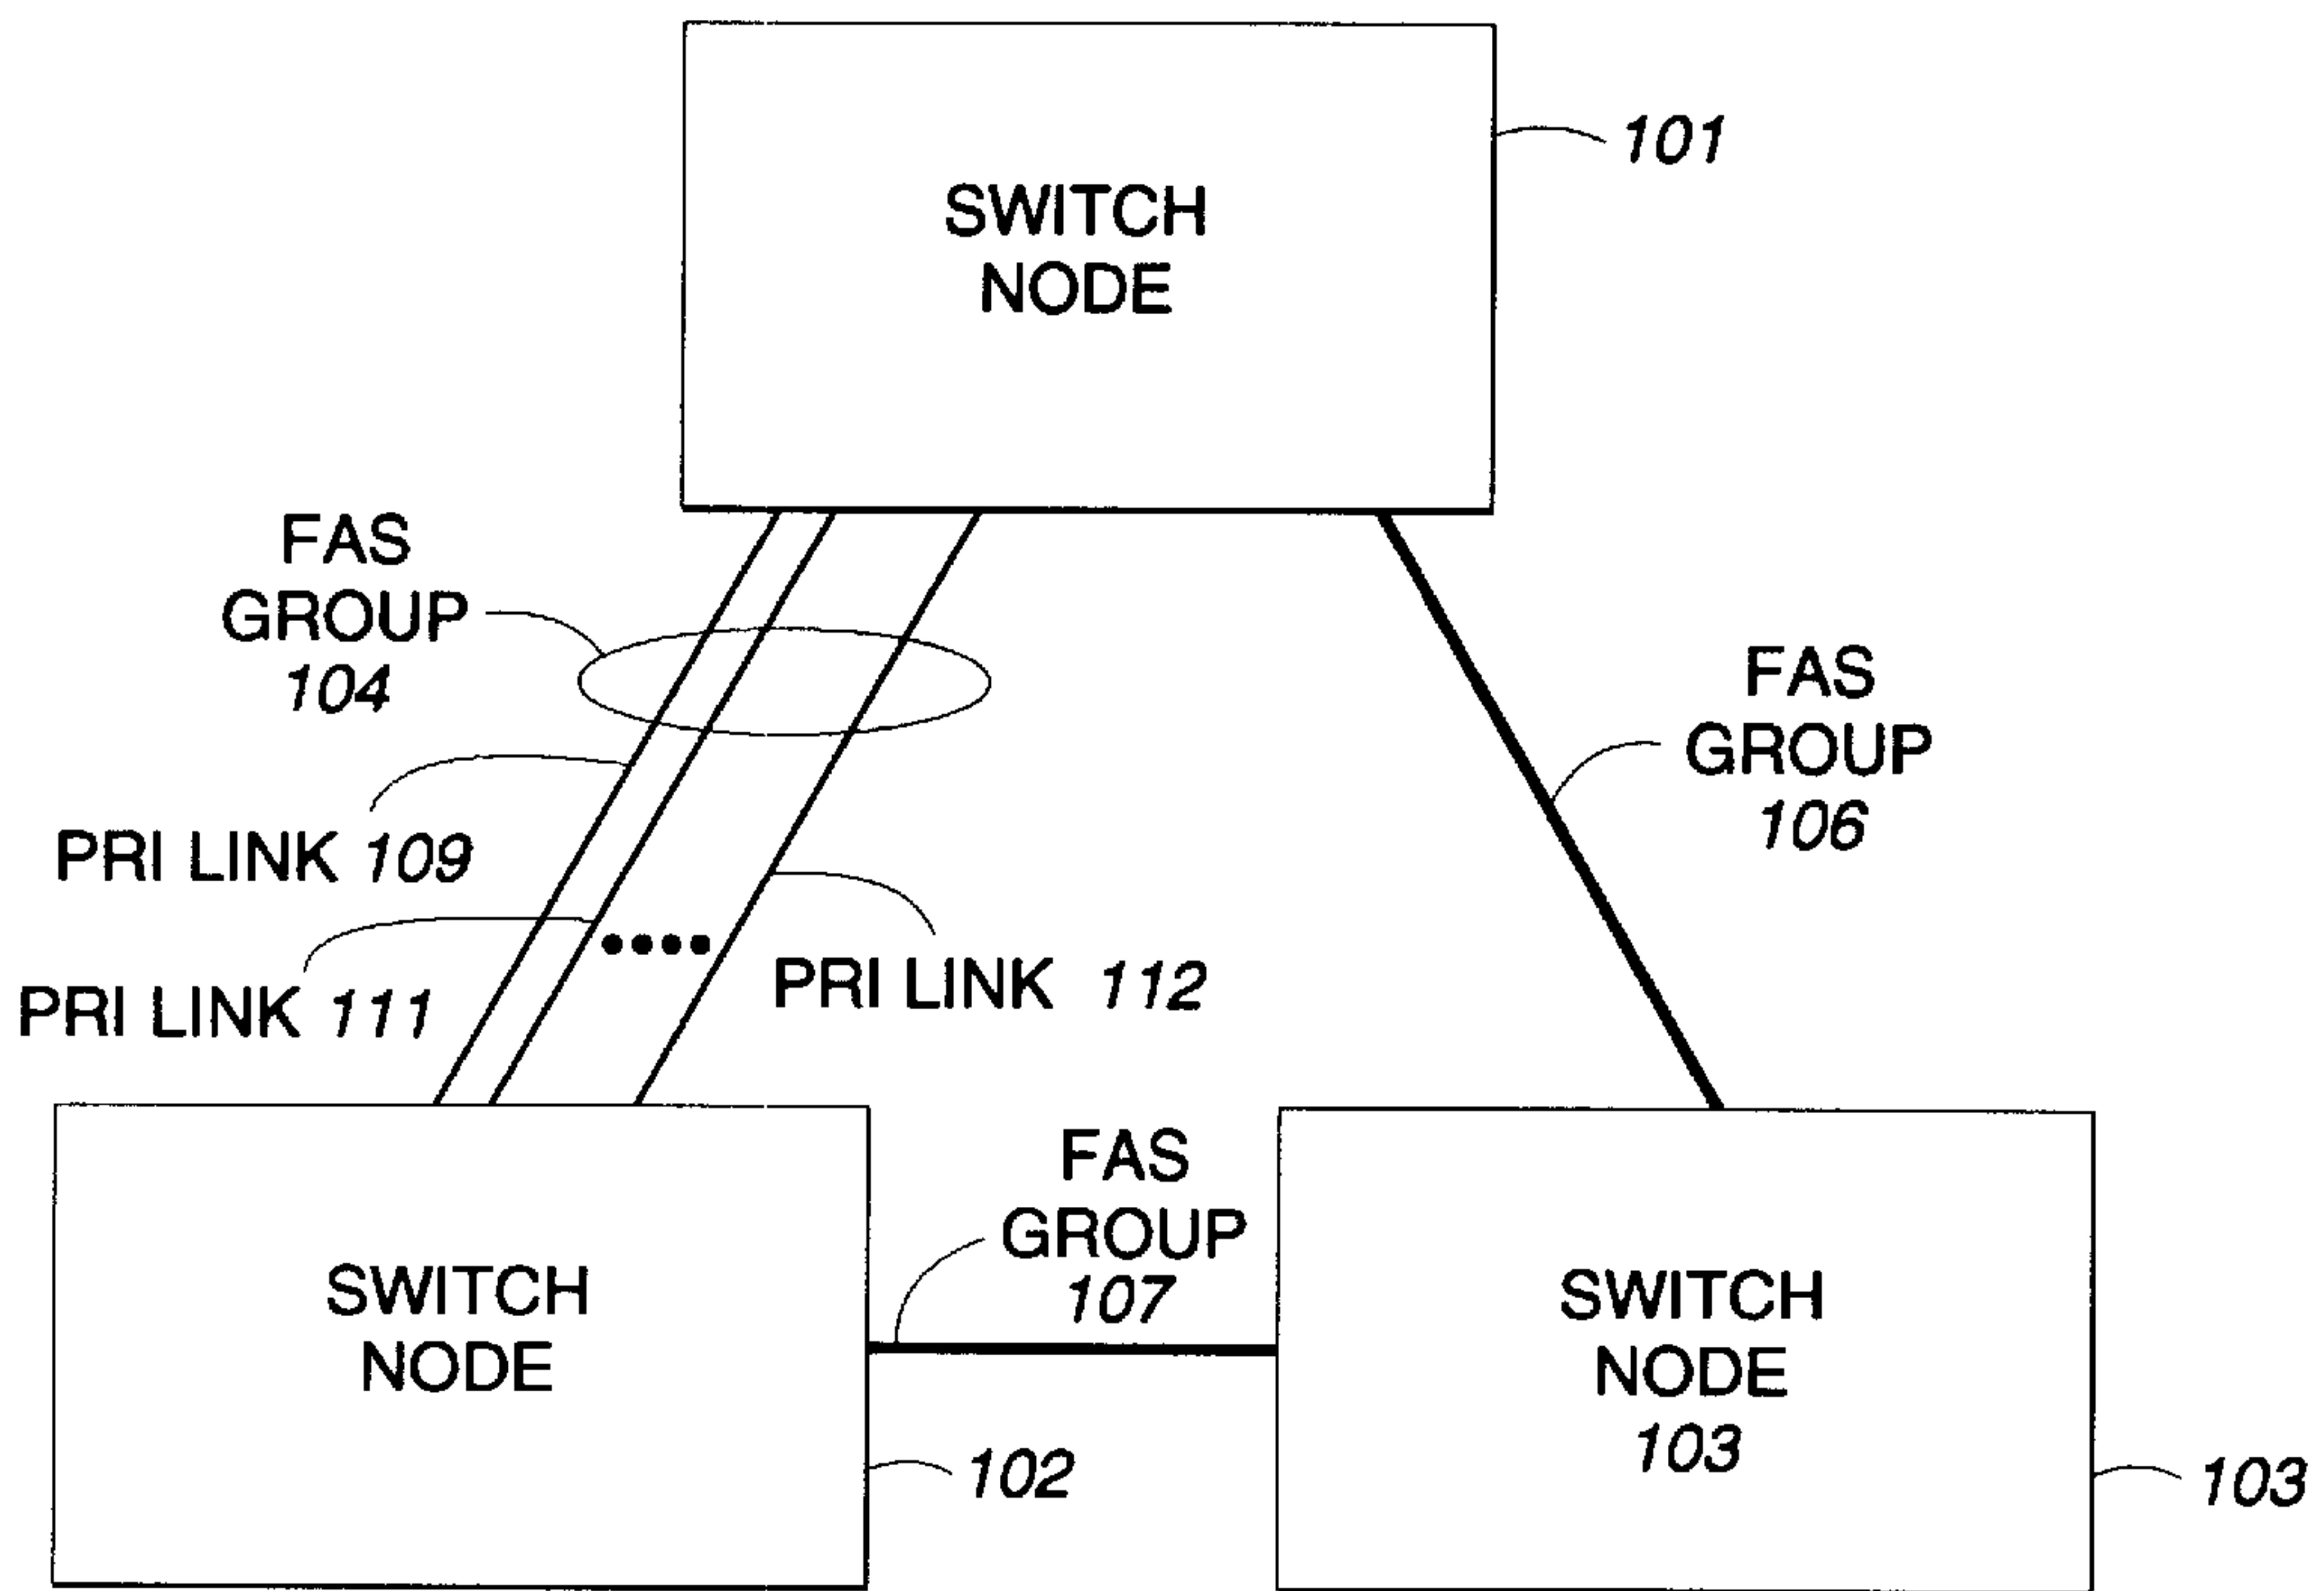 101
SWITCH
NODE
FAS
GROUP
104
FAS
GROUP
106
PRI LINK 109
PRI LINK 111
PRI LINK 112
FAS
GROUP
107
SWITCH
NODE
102
SWITCH
NODE
103
103